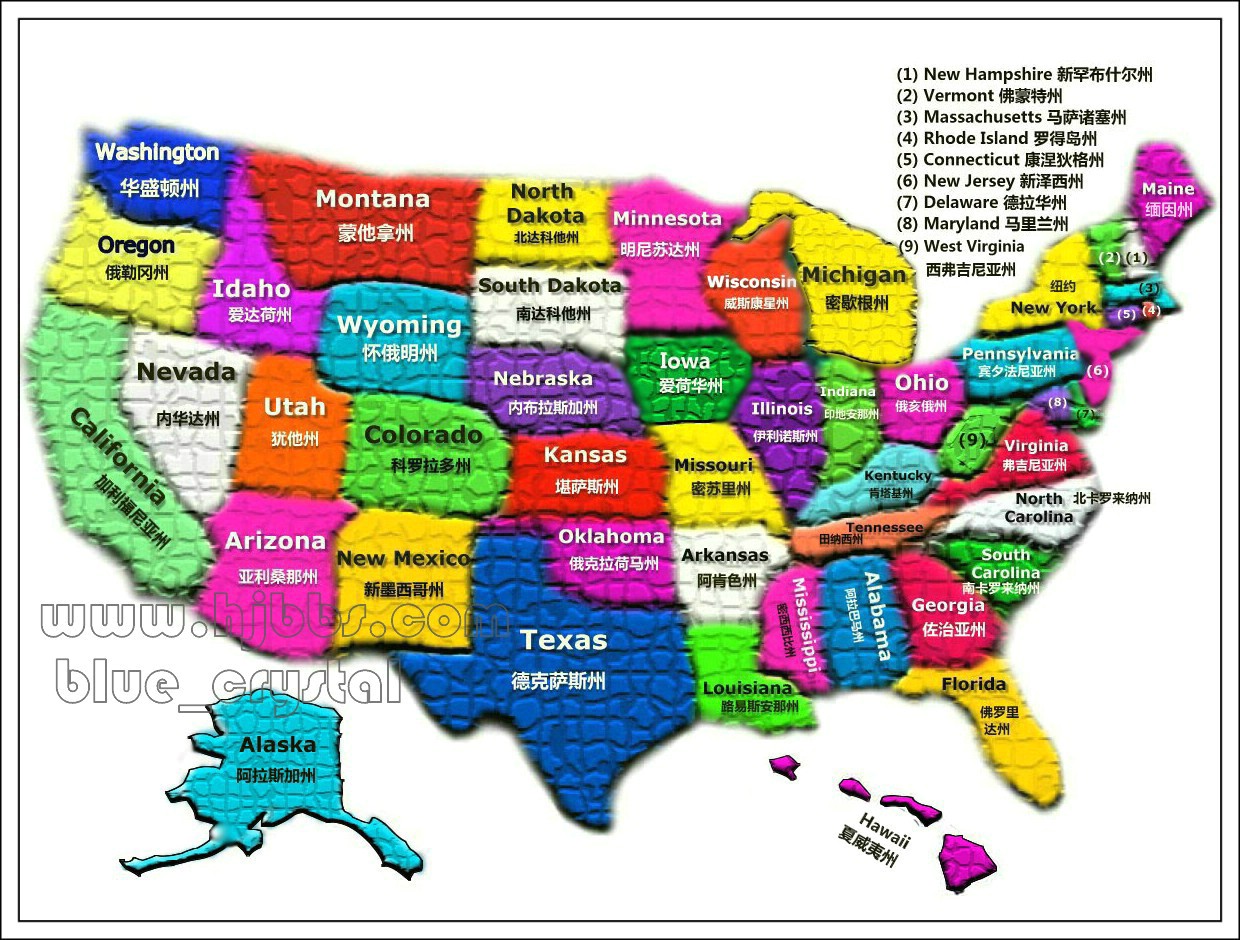 (1) New Hampshire 新罕布什尔州
(2) Vermont 佛蒙特州
(3) Massachusetts 马萨诸塞州
(4) Rhode Island 罗得岛州
(5) Connecticut 康涅狄格州
(6) New Jersey 新泽西州
(7) Delaware 德拉华州
(8) Maryland 马里兰州
(9) West Virginia
西弗吉尼亚州
Washington
华盛顿州
Oregon
俄勒冈州
Idaho
爱达荷州
Montana
蒙他拿州
North
Dakota
北达科他州
Minnesota
明尼苏达州
South Dakota
南达科他州
Wisconsin
威斯康星州
Michigan
密歇根州
Maine
缅因州
(2)
(1)
纽约
New York
(3)
(5)
(4)
Wyoming
怀俄明州
Nevada
内华达州
Utah
犹他州
California
加利福尼亚州
Colorado
科罗拉多州
Nebraska
内布拉斯加州
Iowa
爱荷华州
Illinois
伊利诺斯州
Indiana
印地安那州
Ohio
俄亥俄州
Pennsylvania
宾夕法尼亚州
(6)
(8)
(7)
(9)
Virginia
弗吉尼亚州
Kansas
堪萨斯州
Missouri
密苏里州
Kentucky
肯塔基州
North
Carolina
北卡罗来纳州
Tennessee
田纳西州
Arizona
亚利桑那州
New Mexico
新墨西哥州
Oklahoma
俄克拉荷马州
Arkansas
阿肯色州
South
Carolina
南卡罗来纳州
Mississippi
密西西比州
Alabama
阿拉巴马州
Georgia
佐治亚州
Texas
德克萨斯州
Louisiana
路易斯安那州
Florida
佛罗里
达州
www.hjbbs.com
blue_crystal
Alaska
阿拉斯加州
Hawaii
夏威夷州